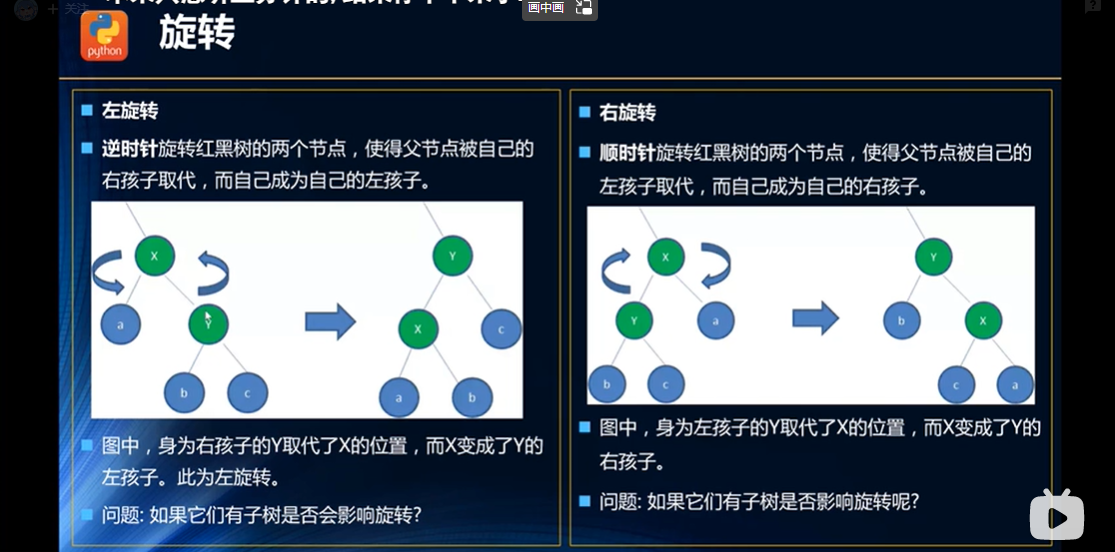 + 关注
画中画
?
python
旋转
左旋转
逆时针旋转红黑树的两个节点，使得父节点被自己的
右孩子取代，而自己成为自己的左孩子。
X
a
Y
b
c
Y
X
c
a
b
图中，身为右孩子的Y取代了X的位置，而X变成了Y的
左孩子。此为左旋转。
问题: 如果它们有子树是否会影响旋转?
右旋转
顺时针旋转红黑树的两个节点，使得父节点被自己的
左孩子取代，而自己成为自己的右孩子。
X
Y
a
b
c
Y
b
X
c
a
图中，身为左孩子的Y取代了X的位置，而X变成了Y的
右孩子。
问题: 如果它们有子树是否影响旋转呢?